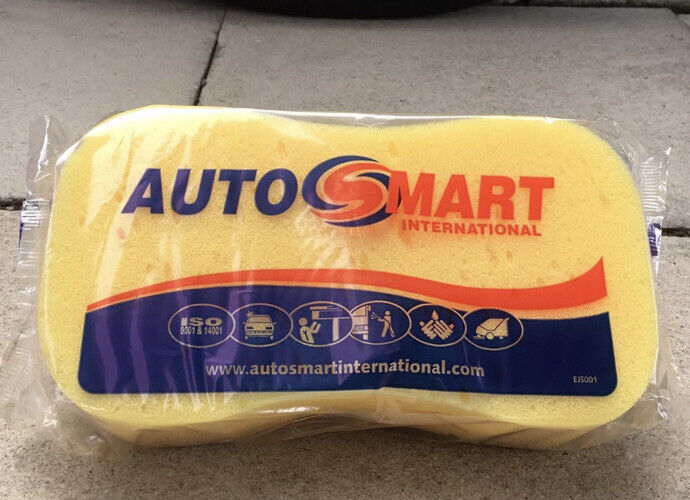 AUTOSMART
INTERNATIONAL
ISO
9001 & 14001
www.autosmartinternational.com
EJS001